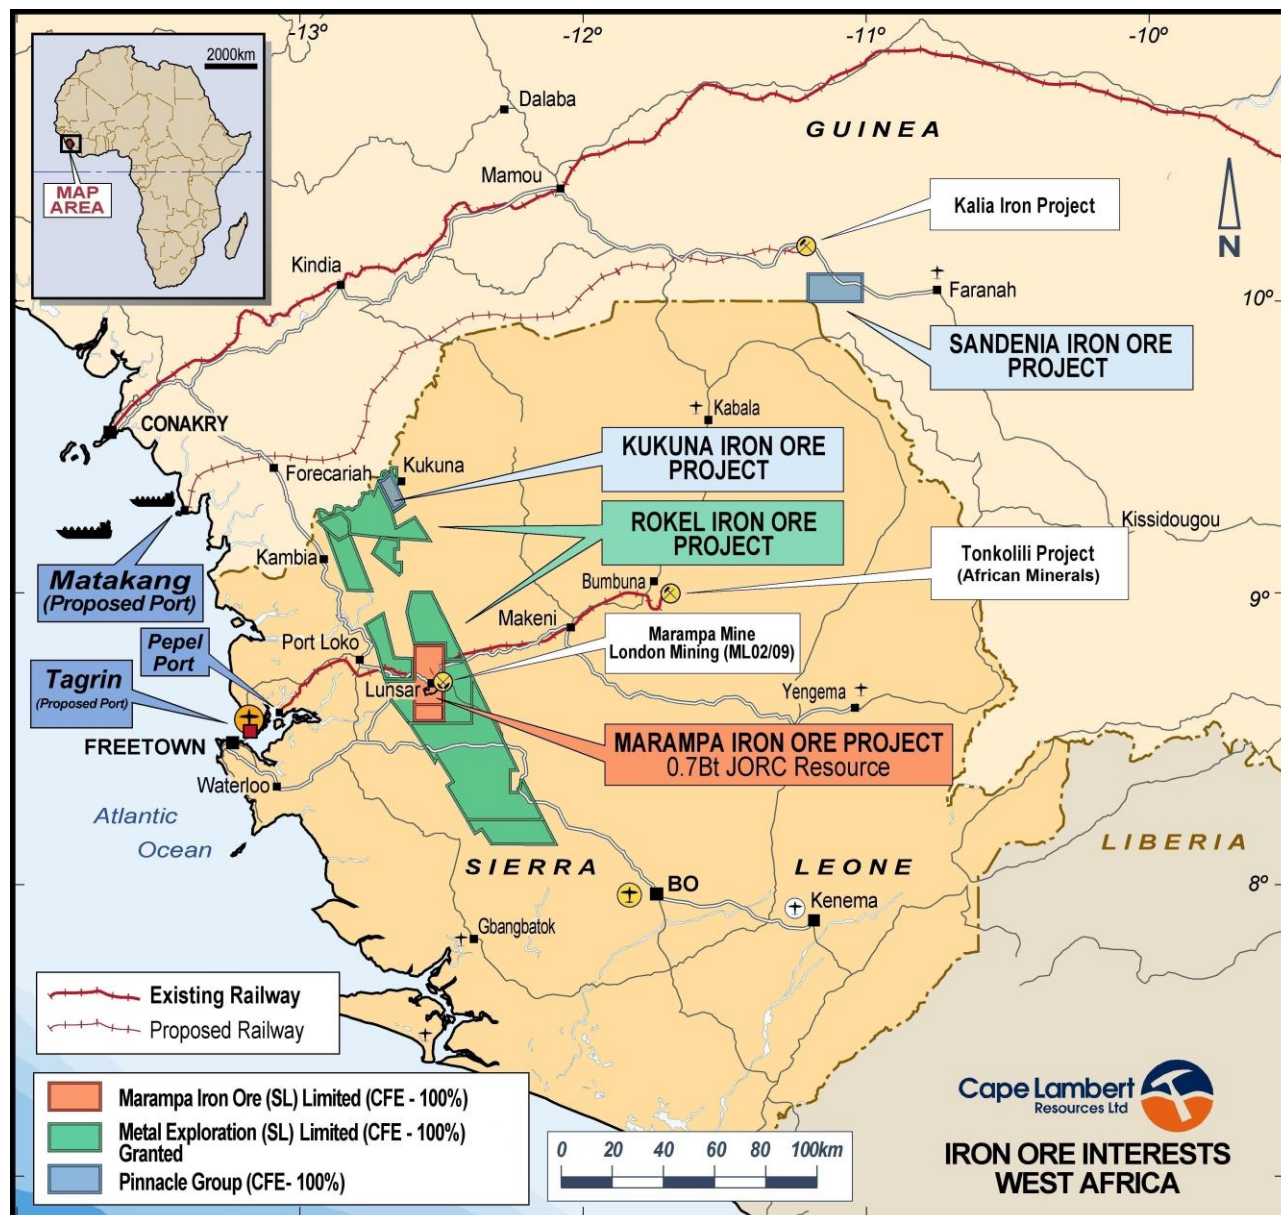 -13º
-12º
-11º
-10º
2000km
MAP
AREA
Dalaba
GUINEA
Mamou
Kalia Iron Project
N
Kindia
Faranah
10º
SANDENIA IRON ORE
PROJECT
CONAKRY
Kabala
KUKUNA IRON ORE
PROJECT
Forecariah
Kukuna
ROKEL IRON ORE
PROJECT
Kissidougou
Kambia
Tonkolili Project
(African Minerals)
Matakang
(Proposed Port)
Bumbuna
9º
Makeni
Marampa Mine
London Mining (ML02/09)
Pepel
Port
Port Loko
Tagrin
(Proposed Port)
Lunsar
Yengema
FREETOWN
MARAMPA IRON ORE PROJECT
0.7Bt JORC Resource
Waterloo
Atlantic
Ocean
LIBERIA
SIERRA
LEONE
BO
8º
Kenema
Gbangbatok
Existing Railway
Proposed Railway
Marampa Iron Ore (SL) Limited (CFE - 100%)
Metal Exploration (SL) Limited (CFE - 100%)
Granted
Pinnacle Group (CFE- 100%)
0 20 40 60 80 100km
Cape Lambert
Resources Ltd
IRON ORE INTERESTS
WEST AFRICA